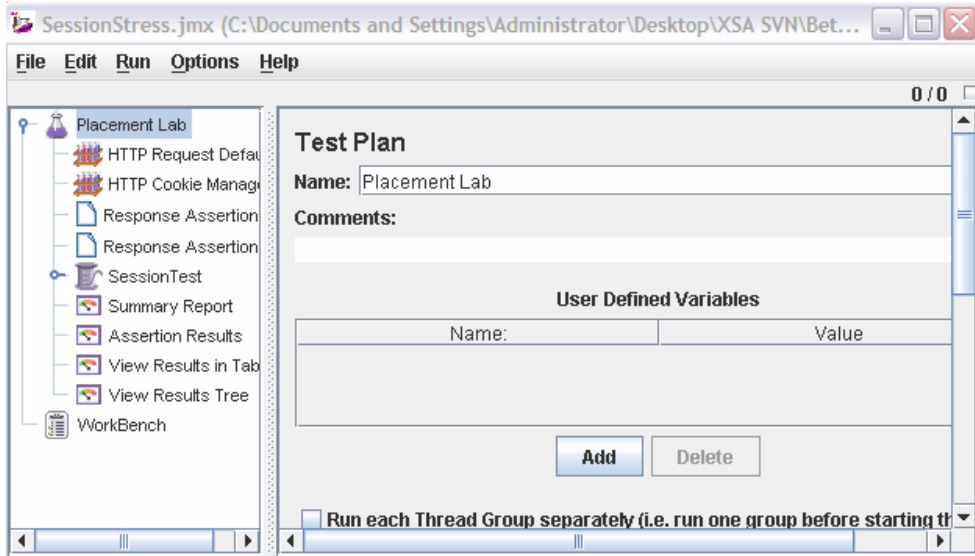 SessionStress.jmx (C:\Documents and Settings\Administrator\Desktop\XSA SVN\Bet...
File Edit Run Options Help
0 / 0
Placement Lab
HTTP Request Defau
HTTP Cookie Manag
Response Assertion
Response Assertion
SessionTest
Summary Report
Assertion Results
View Results in Tab
View Results Tree
WorkBench
Test Plan
Name: Placement Lab
Comments:
User Defined Variables
Name: Value
Add Delete
Run each Thread Group separately (i.e. run one group before starting th